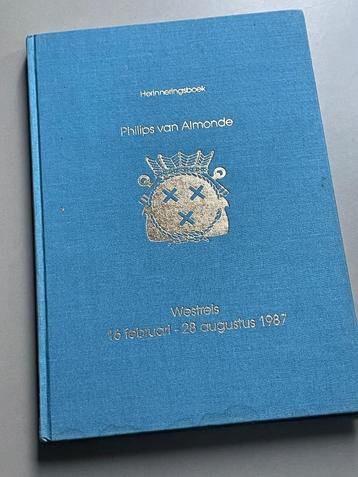 Herinneringsboek
Philips van Almonde
Westreis
16 februari - 28 augustus 1987